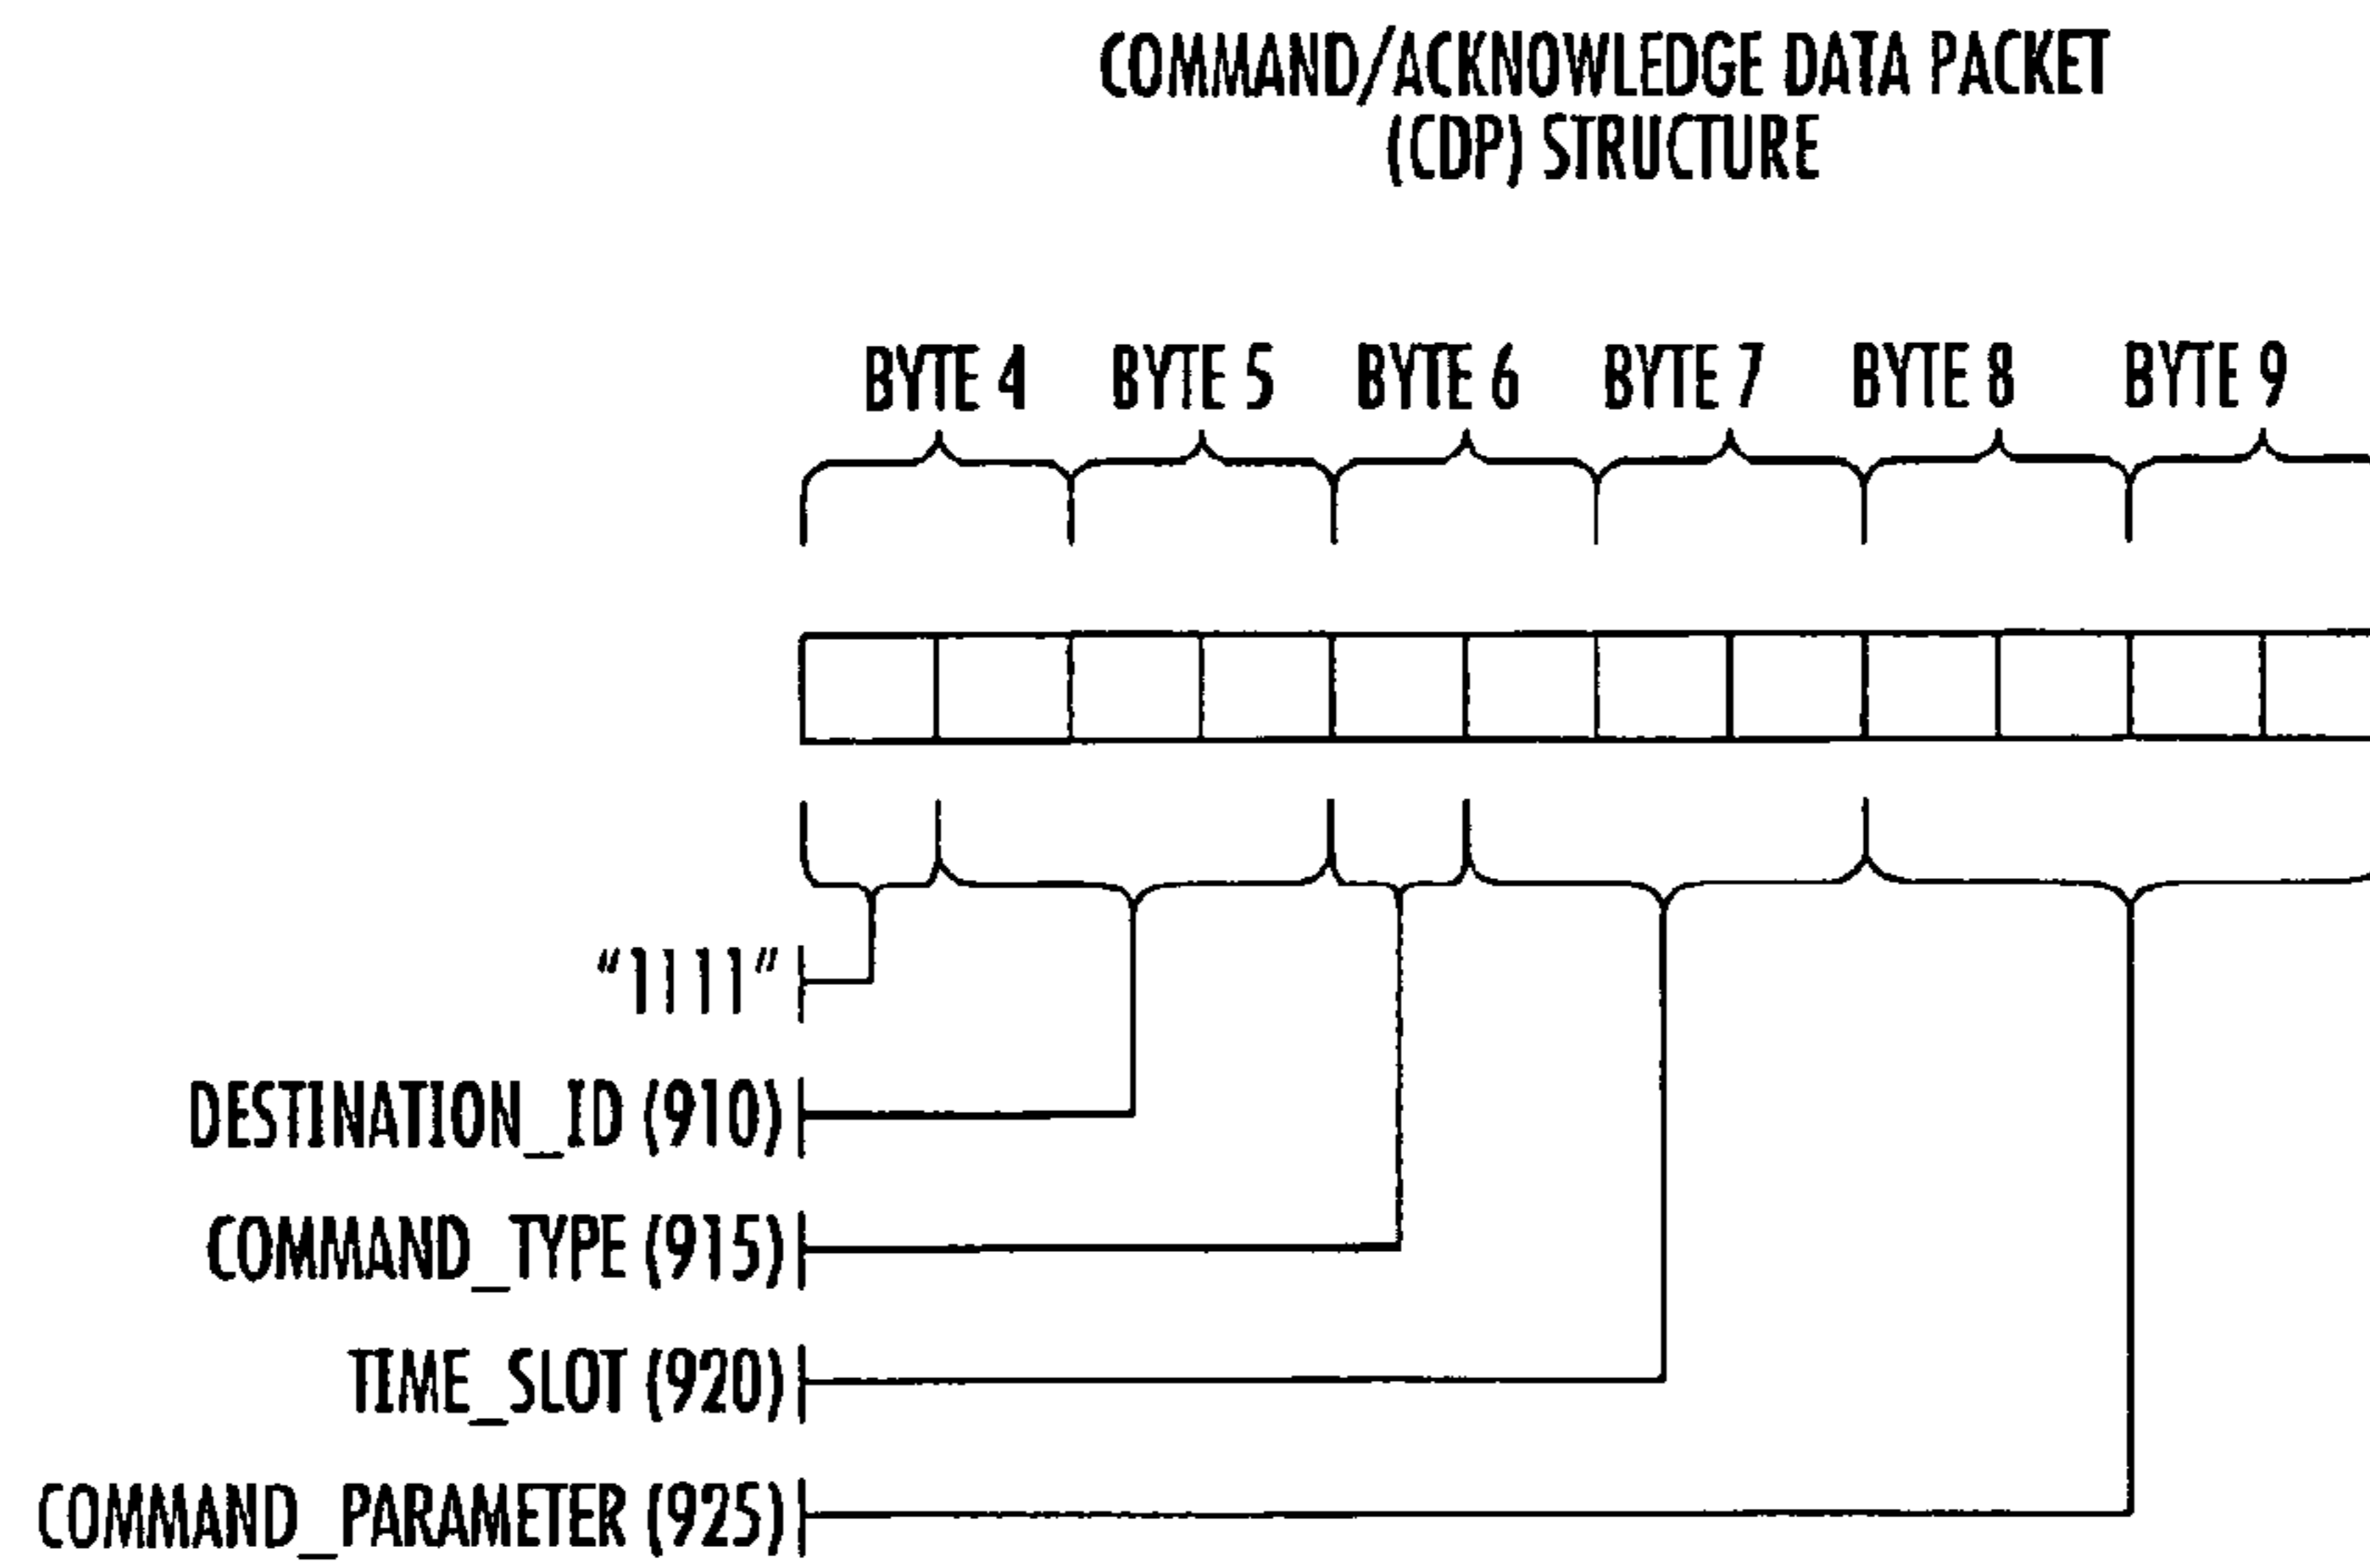 COMMAND/ACKNOWLEDGE DATA PACKET
(CDP) STRUCTURE
BYTE 4 BYTE 5 BYTE 6 BYTE 7 BYTE 8 BYTE 9
“1111”
DESTINATION_ID (910)
COMMAND_TYPE (915)
TIME_SLOT (920)
COMMAND_PARAMETER (925)